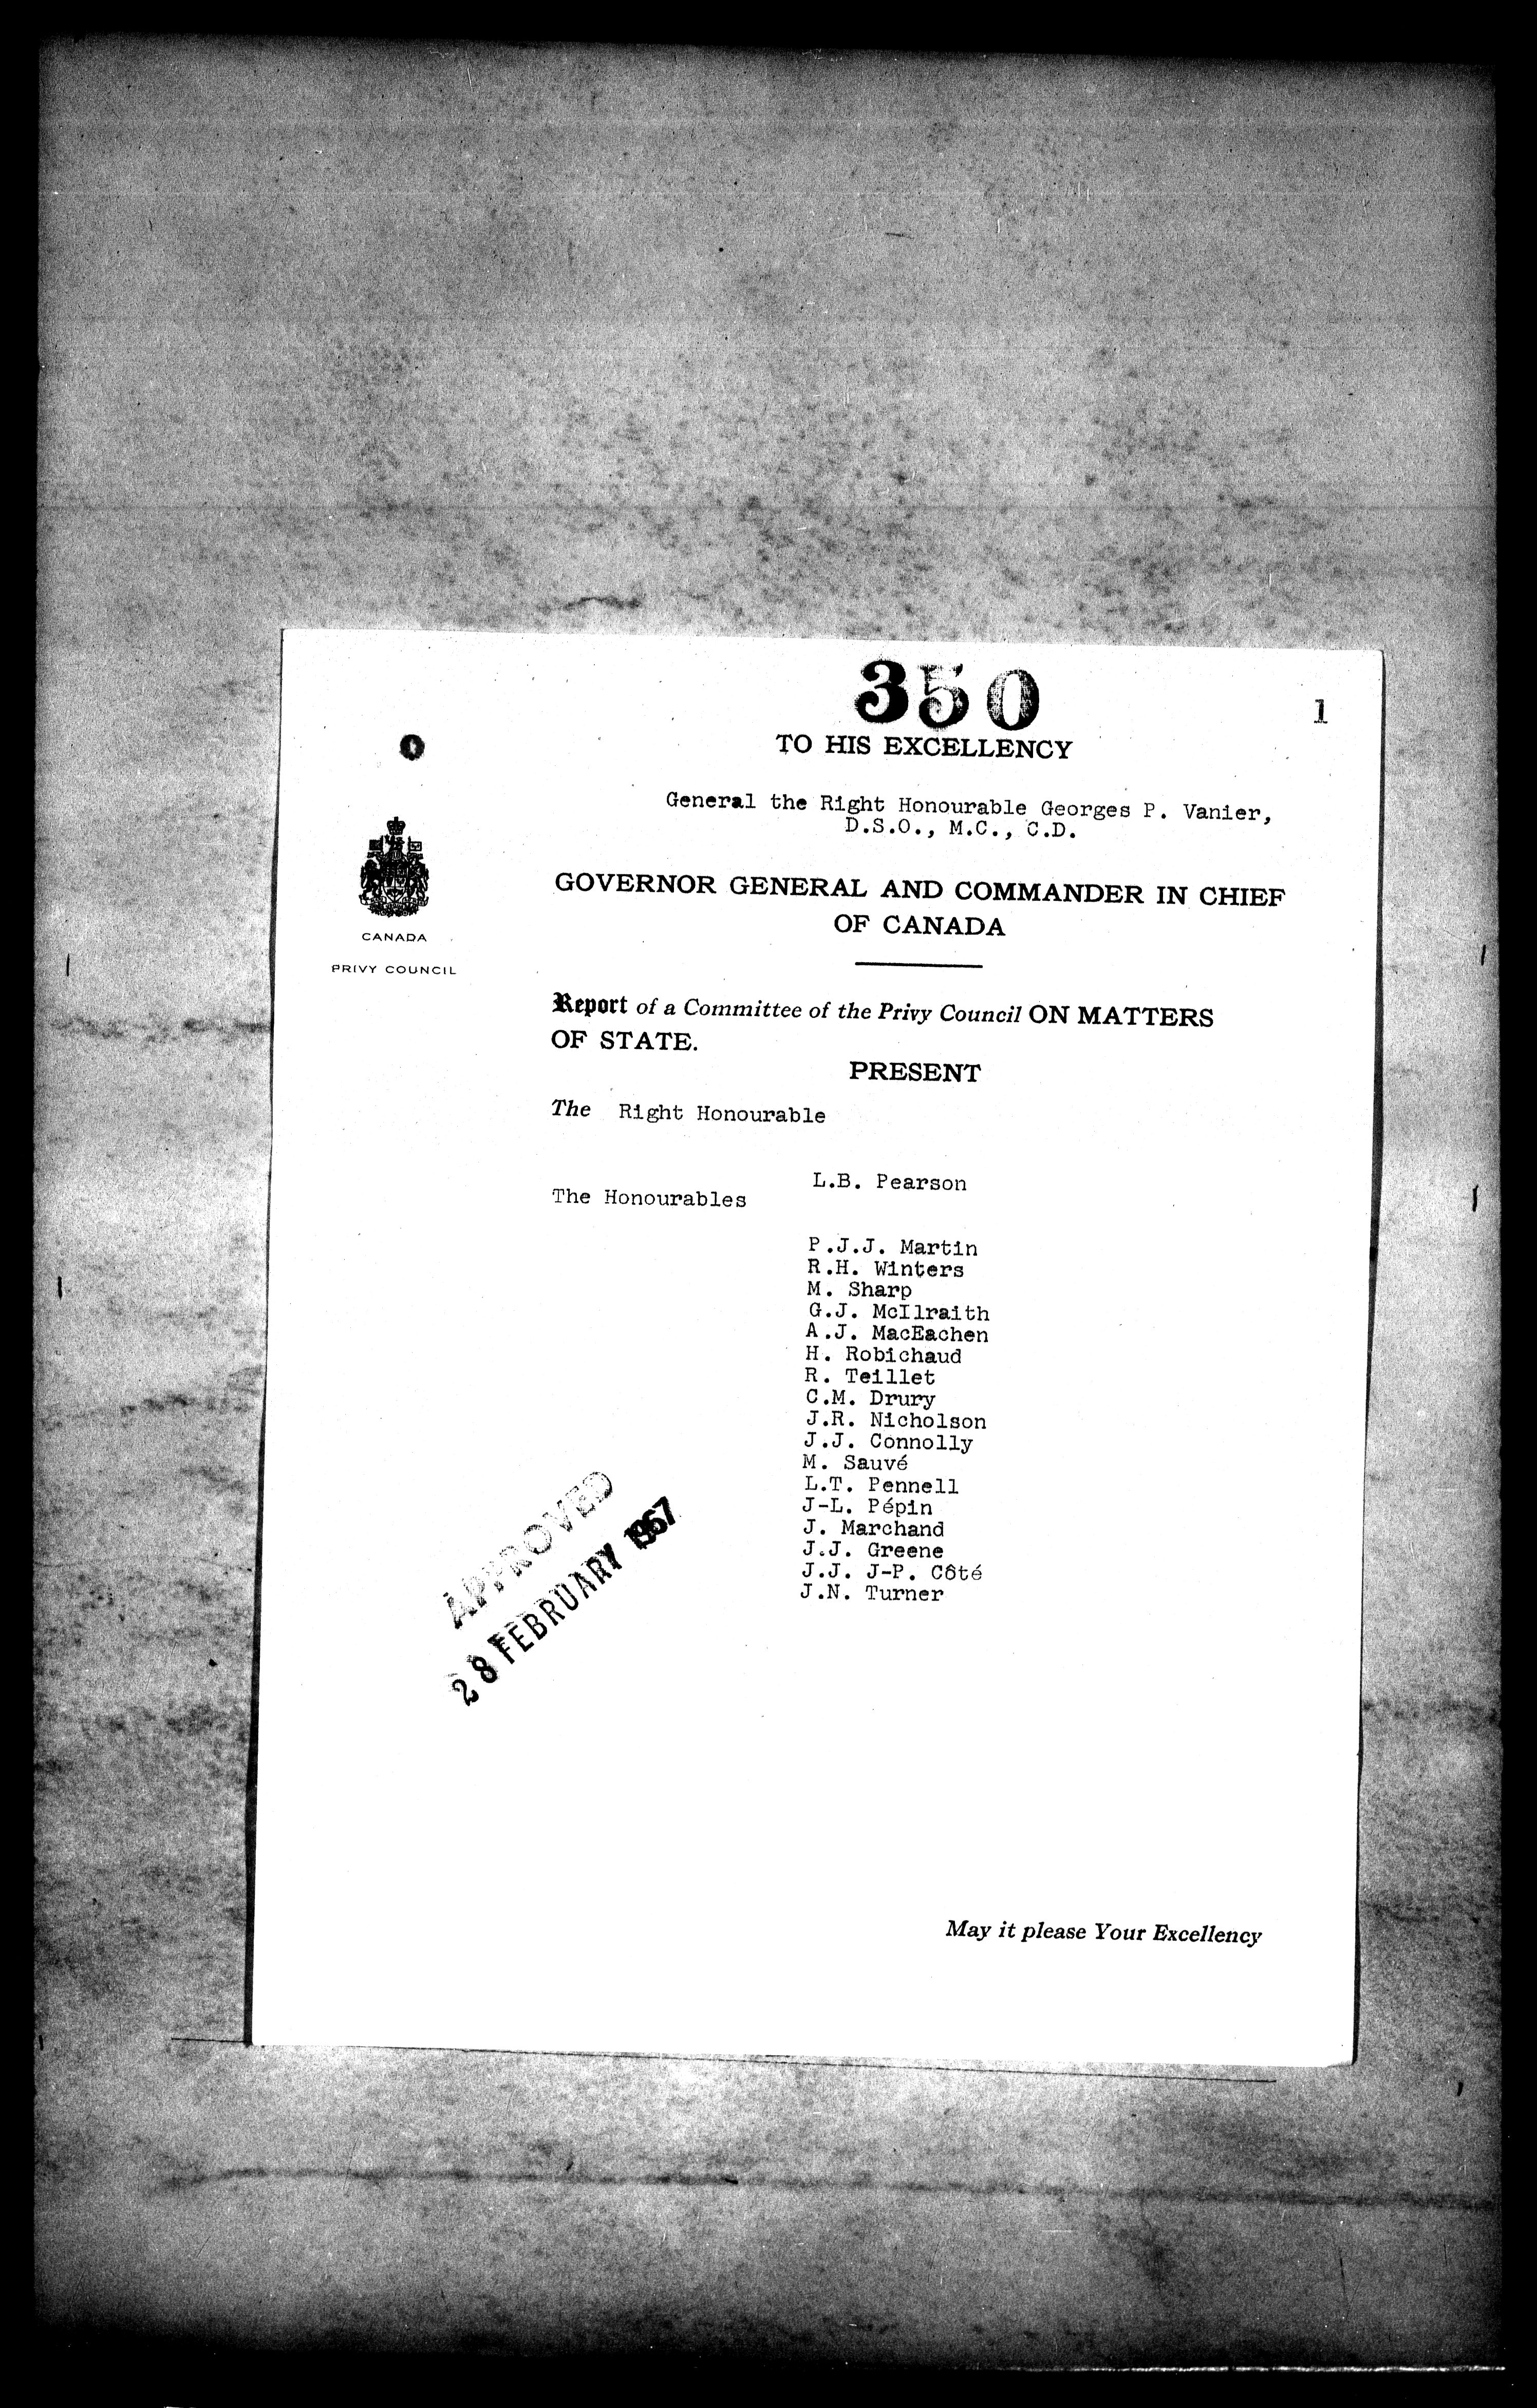 350
1
TO HIS EXCELLENCY
General the Right Honourable Georges P. Vanier,
D.S.O., M.C., C.D.
GOVERNOR GENERAL AND COMMANDER IN CHIEF
OF CANADA
CANADA
PRIVY COUNCIL
Report of a Committee of the Privy Council ON MATTERS
OF STATE.
PRESENT
The Right Honourable
L.B. Pearson
The Honourables
P.J.J. Martin
R.H. Winters
M. Sharp
G.J. McIlraith
A.J. MacEachen
H. Robichaud
R. Teillet
C.M. Drury
J.R. Nicholson
J.J. Connolly
M. Sauvé
L.T. Pennell
J-L. Pépin
J. Marchand
J.J. Greene
J.J. J-P. Côté
J.N. Turner
APPROVED
28 FEBRUARY 1967
May it please Your Excellency